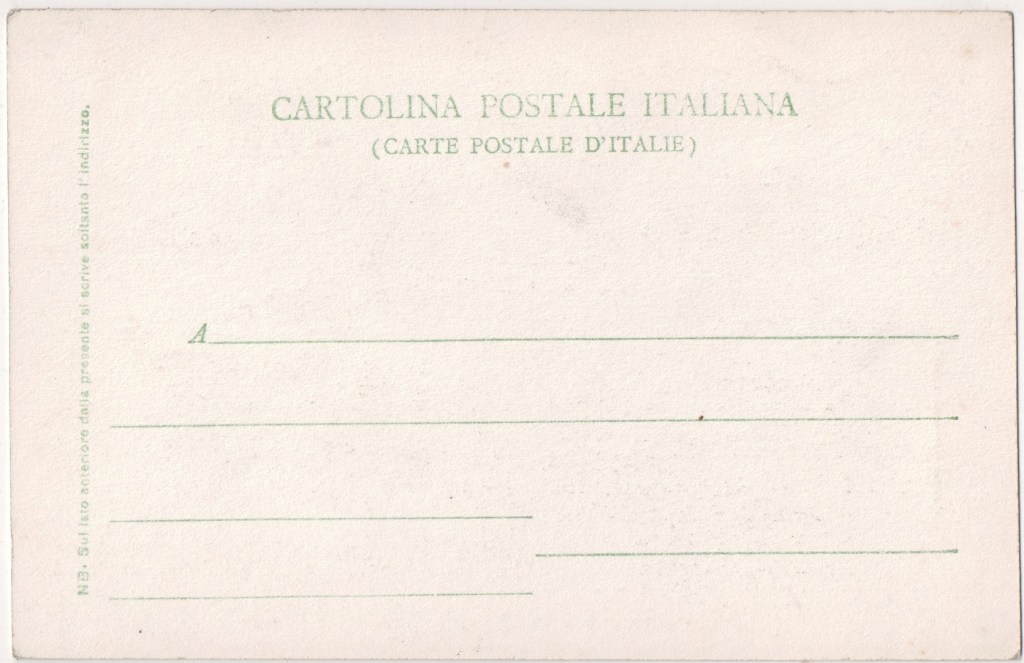 CARTOLINA POSTALE ITALIANA
(CARTE POSTALE D'ITALIE)
A
NB. Sul lato anteriore della presente si scrive soltanto l'indirizzo.